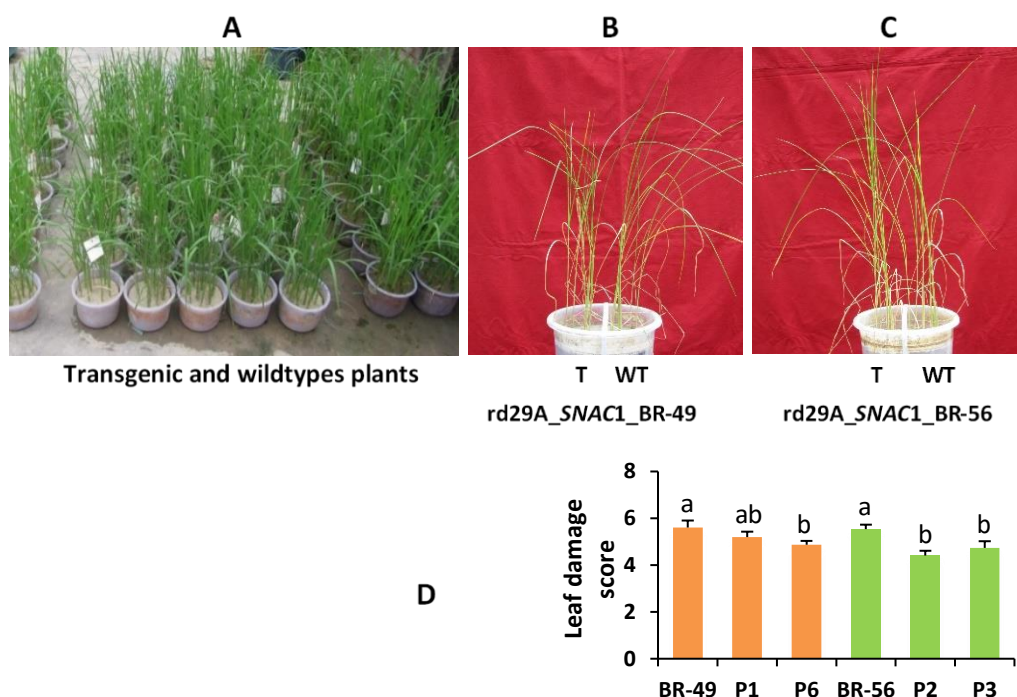 A
B
C
Transgenic and wildtypes plants
T WT
T WT
rd29A_SNAC1_BR-49
rd29A_SNAC1_BR-56
D
Leaf damage
score
8
6
4
2
0
a
ab
b
a
b
b
BR-49 P1 P6 BR-56 P2 P3